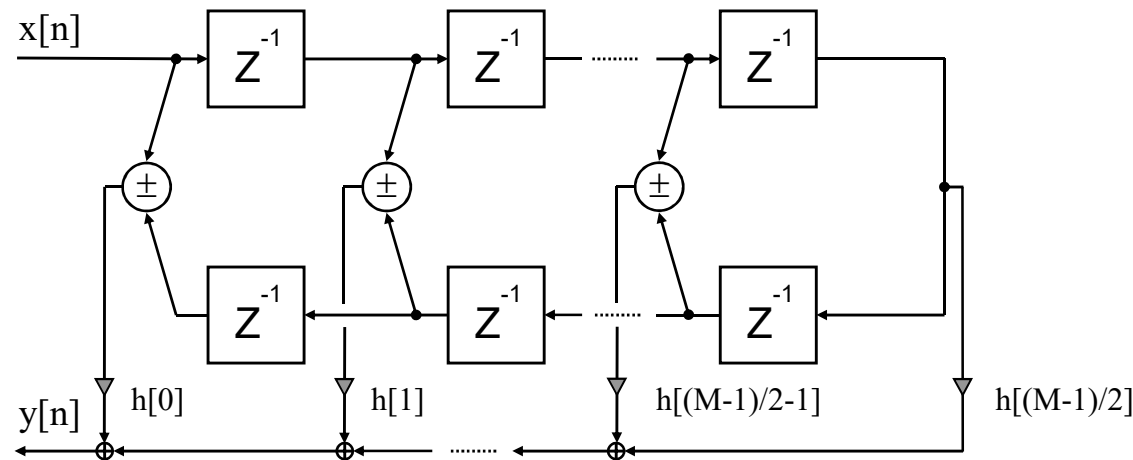 x[n]
Z-1 Z-1 Z-1
± ± ±
Z-1 Z-1 Z-1
h[0] h[1] h[(M-1)/2-1] h[(M-1)/2]
y[n]